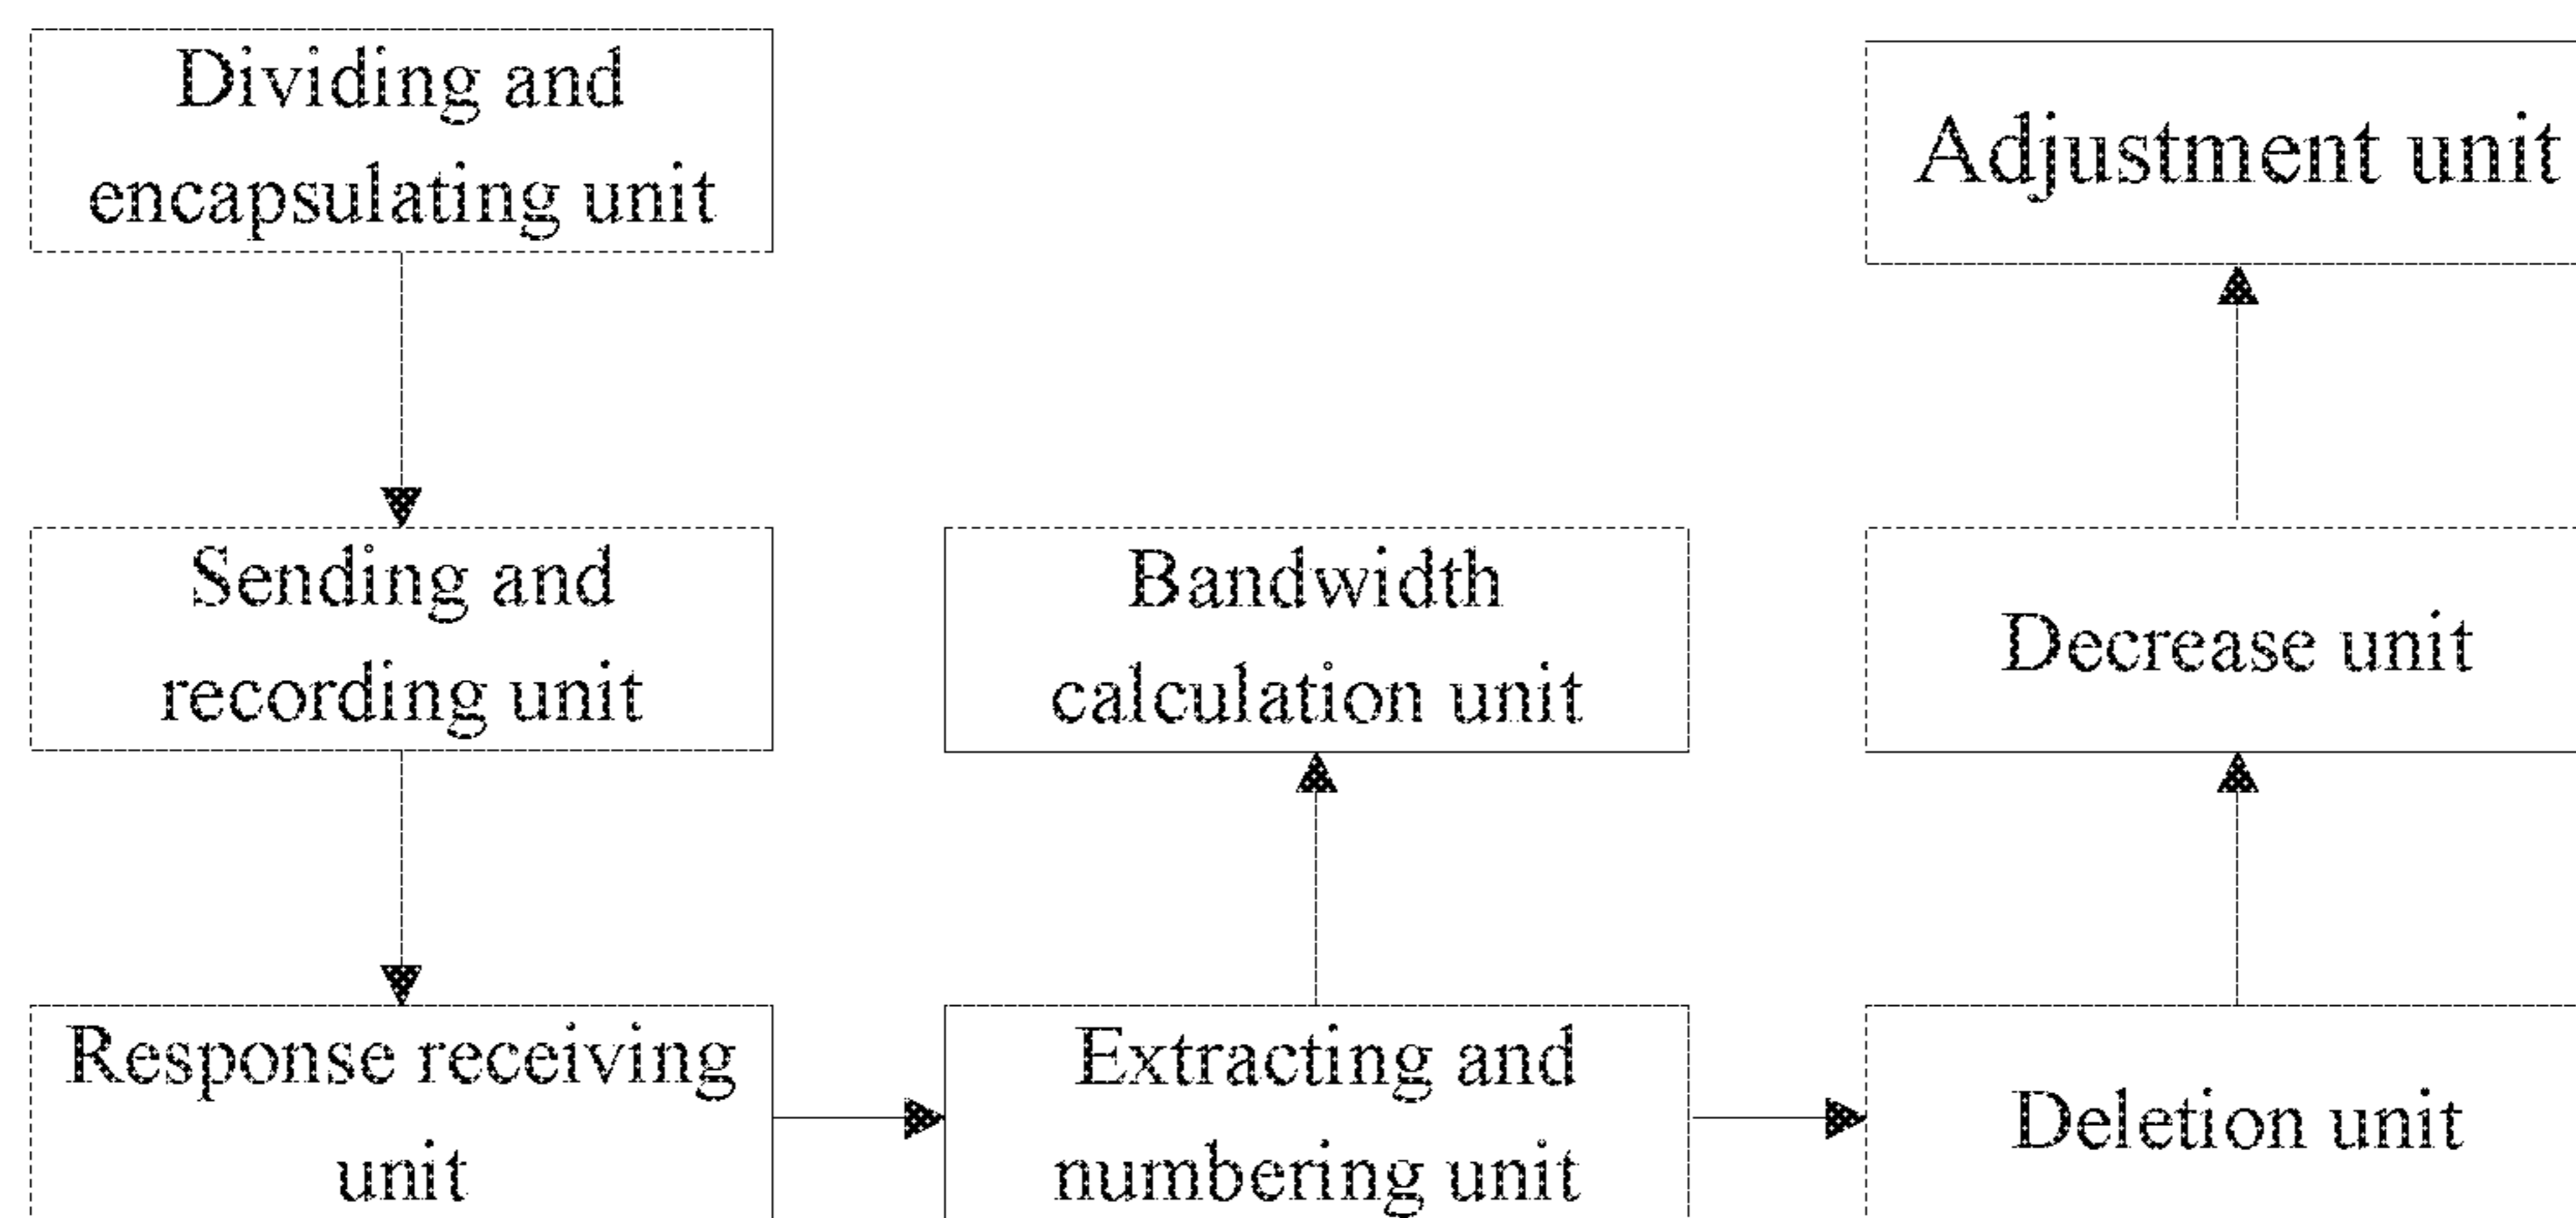 Dividing and
encapsulating unit
Adjustment unit
Sending and
recording unit
Bandwidth
calculation unit
Decrease unit
Response receiving
unit
Extracting and
numbering unit
Deletion unit